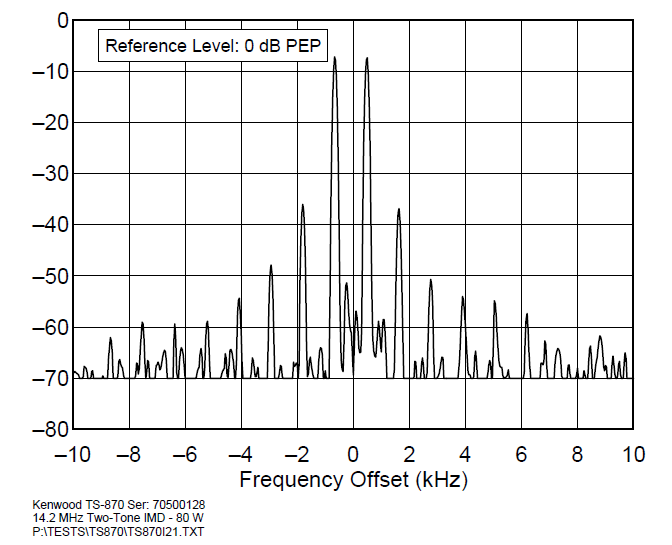 0
Reference Level: 0 dB PEP
–10
–20
–30
–40
–50
–60
–70
–80
–10 –8 –6 –4 –2 0 2 4 6 8 10
Frequency Offset (kHz)
Kenwood TS-870 Ser: 70500128
14.2 MHz Two-Tone IMD - 80 W
P:\TESTS\TS870\TS870I21.TXT